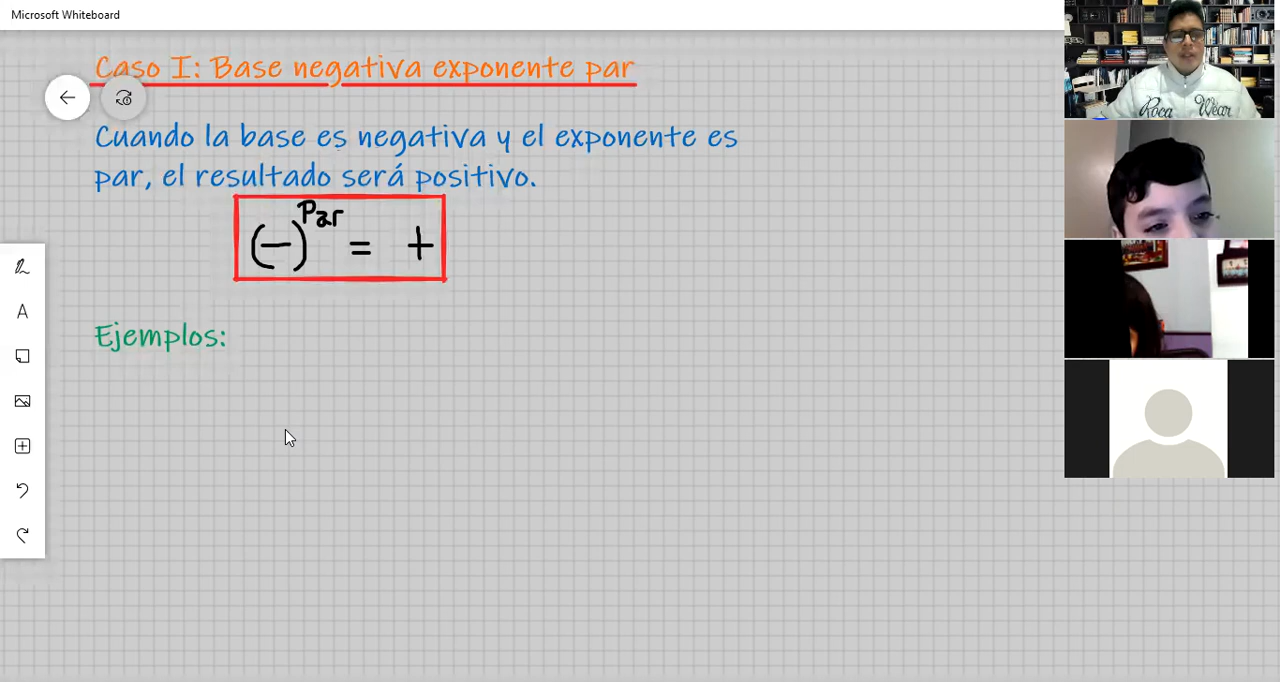 Microsoft Whiteboard
Caso I: Base negativa exponente par
Cuando la base es negativa y el exponente es
par, el resultado será positivo.
(−)^Par = +
Ejemplos:
A
Roca Wear